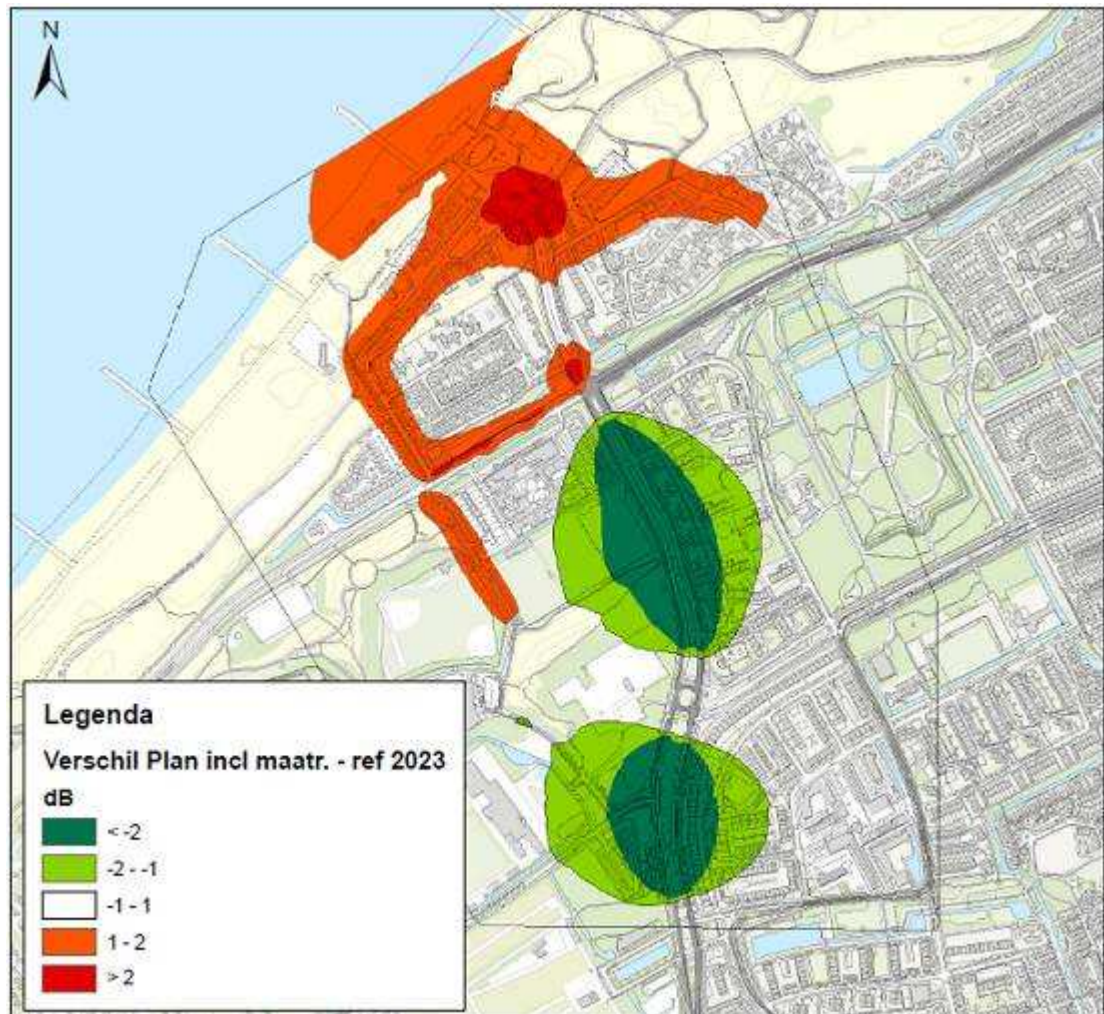 N
Legenda
Verschil Plan incl maatr. - ref 2023
dB
< -2
-2 - -1
-1 - 1
1 - 2
> 2